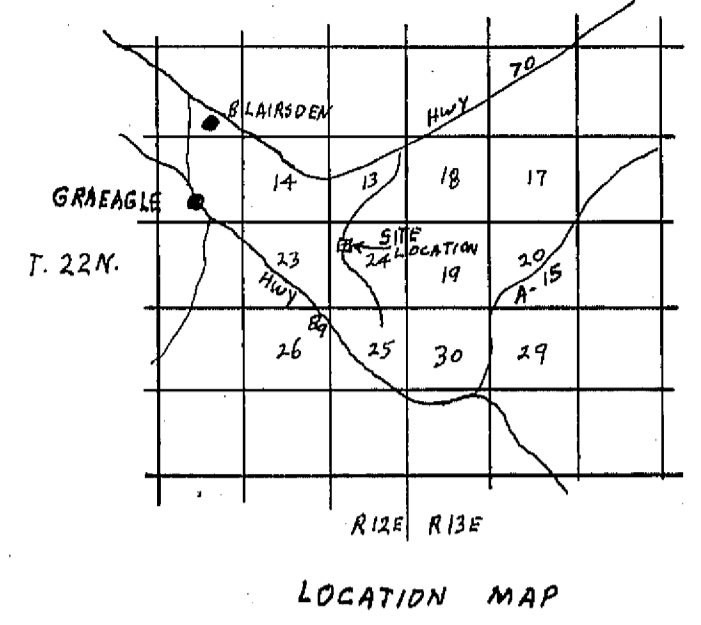 70
HWY
BLAIRSDEN
14 13 18 17
GRAEAGLE
SITE
LOCATION
T. 22N.
23 24 19 20
HWY
A-15
89
26 25 30 29
R12E R13E
LOCATION MAP